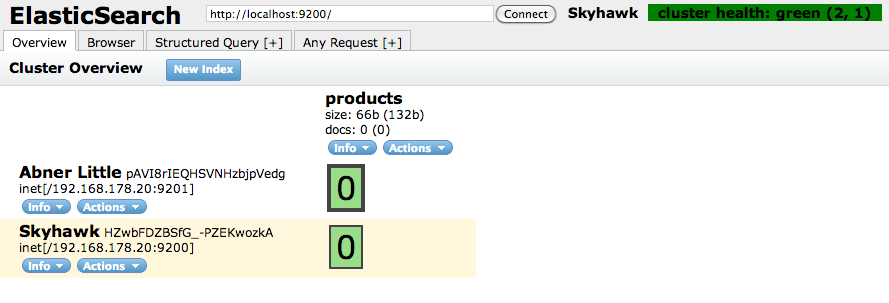 ElasticSearch http://localhost:9200/ Connect Skyhawk cluster health: green (2, 1)
Overview Browser Structured Query [+] Any Request [+]
Cluster Overview New Index
products
size: 66b (132b)
docs: 0 (0)
Info Actions
Abner Little pAVI8rIEQHSVNHzbjpVedg
inet[/192.168.178.20:9201]
Info Actions
0
Skyhawk HZwbFDZBSfG_-PZEKwozkA
inet[/192.168.178.20:9200]
Info Actions
0